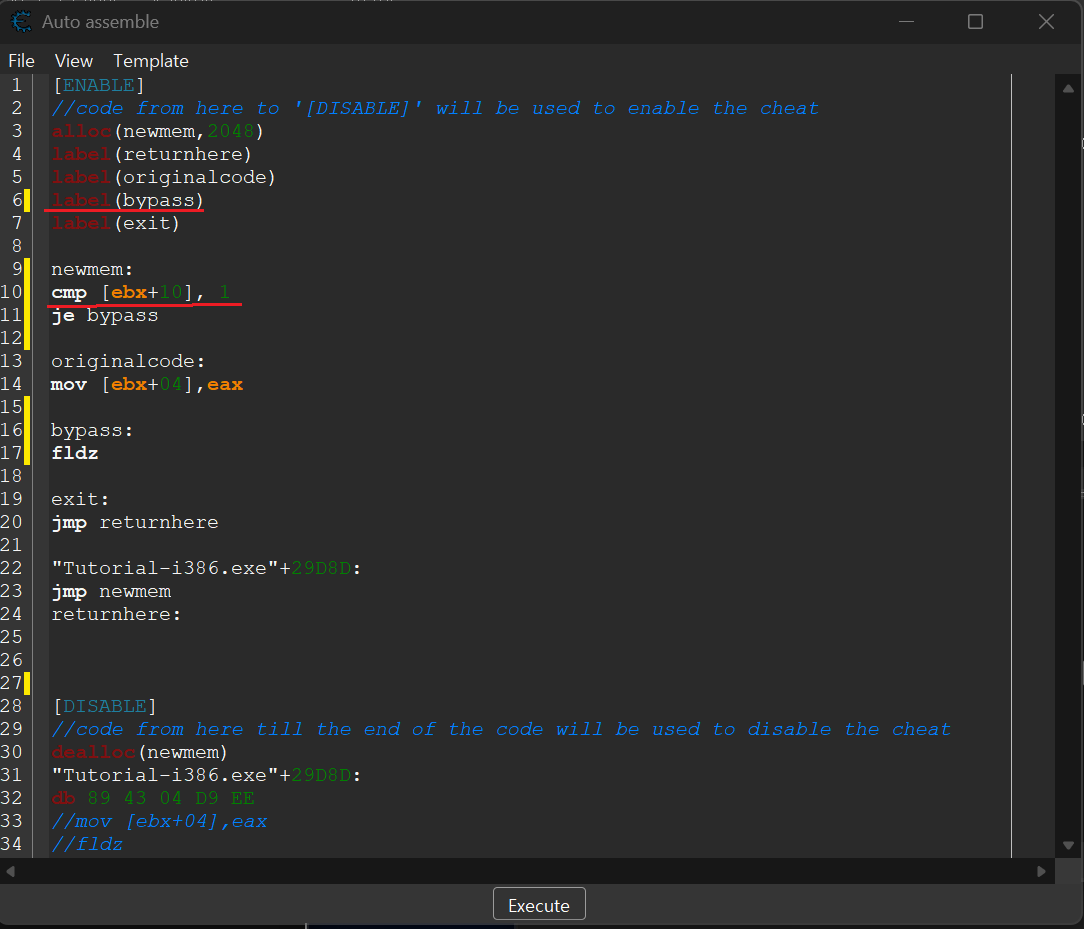 Auto assemble
File View Template
1 [ENABLE]
2 //code from here to '[DISABLE]' will be used to enable the cheat
3 alloc(newmem,2048)
4 label(returnhere)
5 label(originalcode)
6 label(bypass)
7 label(exit)
8
9 newmem:
10 cmp [ebx+10], 1
11 je bypass
12
13 originalcode:
14 mov [ebx+04],eax
15
16 bypass:
17 fldz
18
19 exit:
20 jmp returnhere
21
22 "Tutorial-i386.exe"+29D8D:
23 jmp newmem
24 returnhere:
25
26
27
28 [DISABLE]
29 //code from here till the end of the code will be used to disable the cheat
30 dealloc(newmem)
31 "Tutorial-i386.exe"+29D8D:
32 db 89 43 04 D9 EE
33 //mov [ebx+04],eax
34 //fldz
Execute